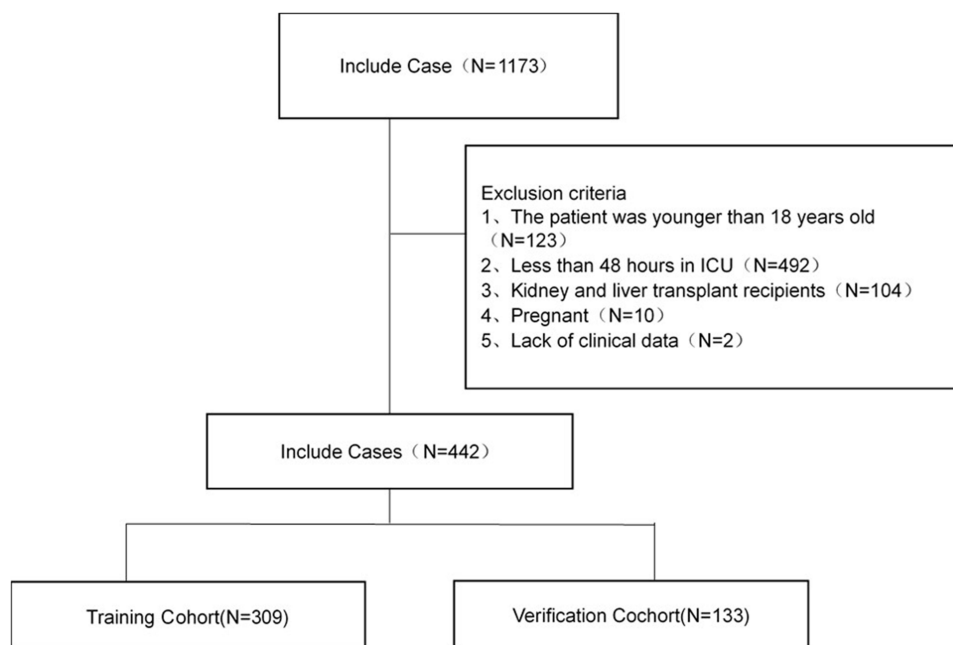 Include Case（N=1173）
Exclusion criteria
1、The patient was younger than 18 years old
（N=123）
2、Less than 48 hours in ICU（N=492）
3、Kidney and liver transplant recipients（N=104）
4、Pregnant（N=10）
5、Lack of clinical data（N=2）
Include Cases（N=442）
Training Cohort(N=309)
Verification Cochort(N=133)